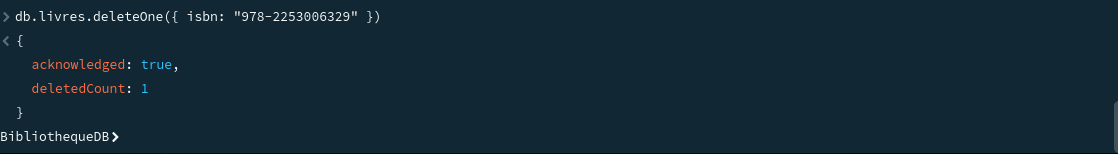 > db.livres.deleteOne({ isbn: "978-2253006329" })
< {
    acknowledged: true,
    deletedCount: 1
  }
BibliothequeDB>